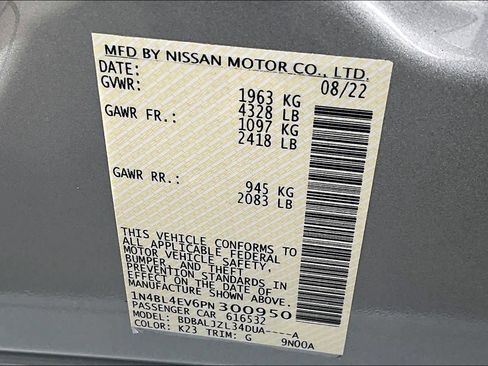 MFD BY NISSAN MOTOR CO., LTD.
DATE: 08/22
GVWR: 1963 KG
4328 LB
GAWR FR.: 1097 KG
2418 LB
GAWR RR.: 945 KG
2083 LB
THIS VEHICLE CONFORMS TO
ALL APPLICABLE FEDERAL
MOTOR VEHICLE SAFETY,
BUMPER, AND THEFT
PREVENTION STANDARDS IN
EFFECT ON THE DATE OF
MANUFACTURE SHOWN ABOVE.
1N4BL4EV6PN 300950
PASSENGER CAR 616532
MODEL: BDBALJZL34DUA----A
COLOR: K23 TRIM: G 9N00A